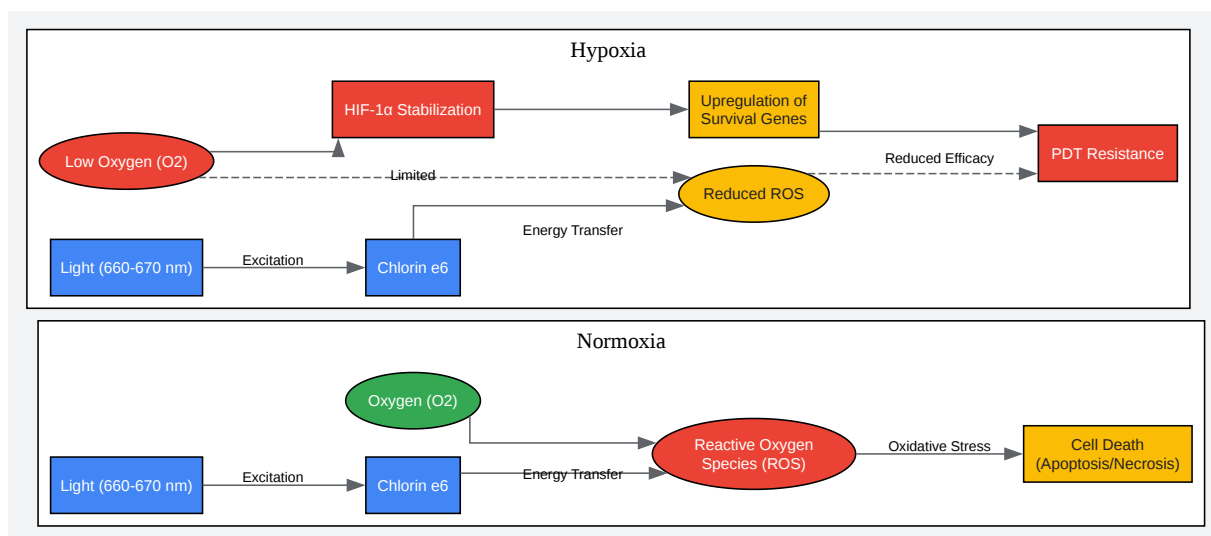 Hypoxia
HIF-1α Stabilization
Upregulation of
Survival Genes
Low Oxygen (O2)
Limited
Reduced ROS
Reduced Efficacy
PDT Resistance
Energy Transfer
Light (660-670 nm)
Excitation
Chlorin e6
Normoxia
Oxygen (O2)
Reactive Oxygen
Species (ROS)
Oxidative Stress
Cell Death
(Apoptosis/Necrosis)
Light (660-670 nm)
Excitation
Chlorin e6
Energy Transfer